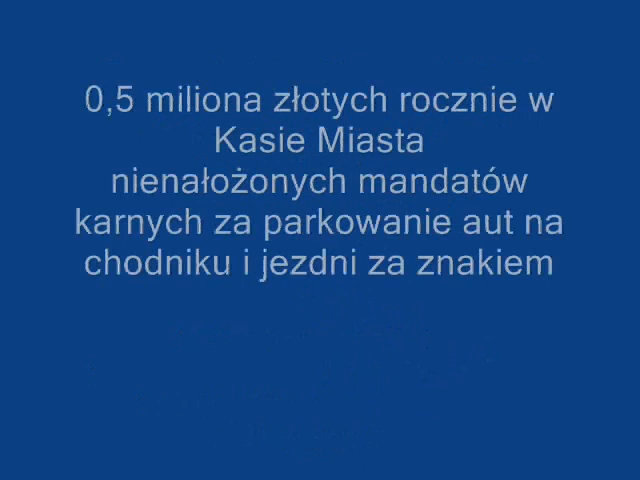 0,5 miliona złotych rocznie w
Kasie Miasta
nienałożonych mandatów
karnych za parkowanie aut na
chodniku i jezdni za znakiem